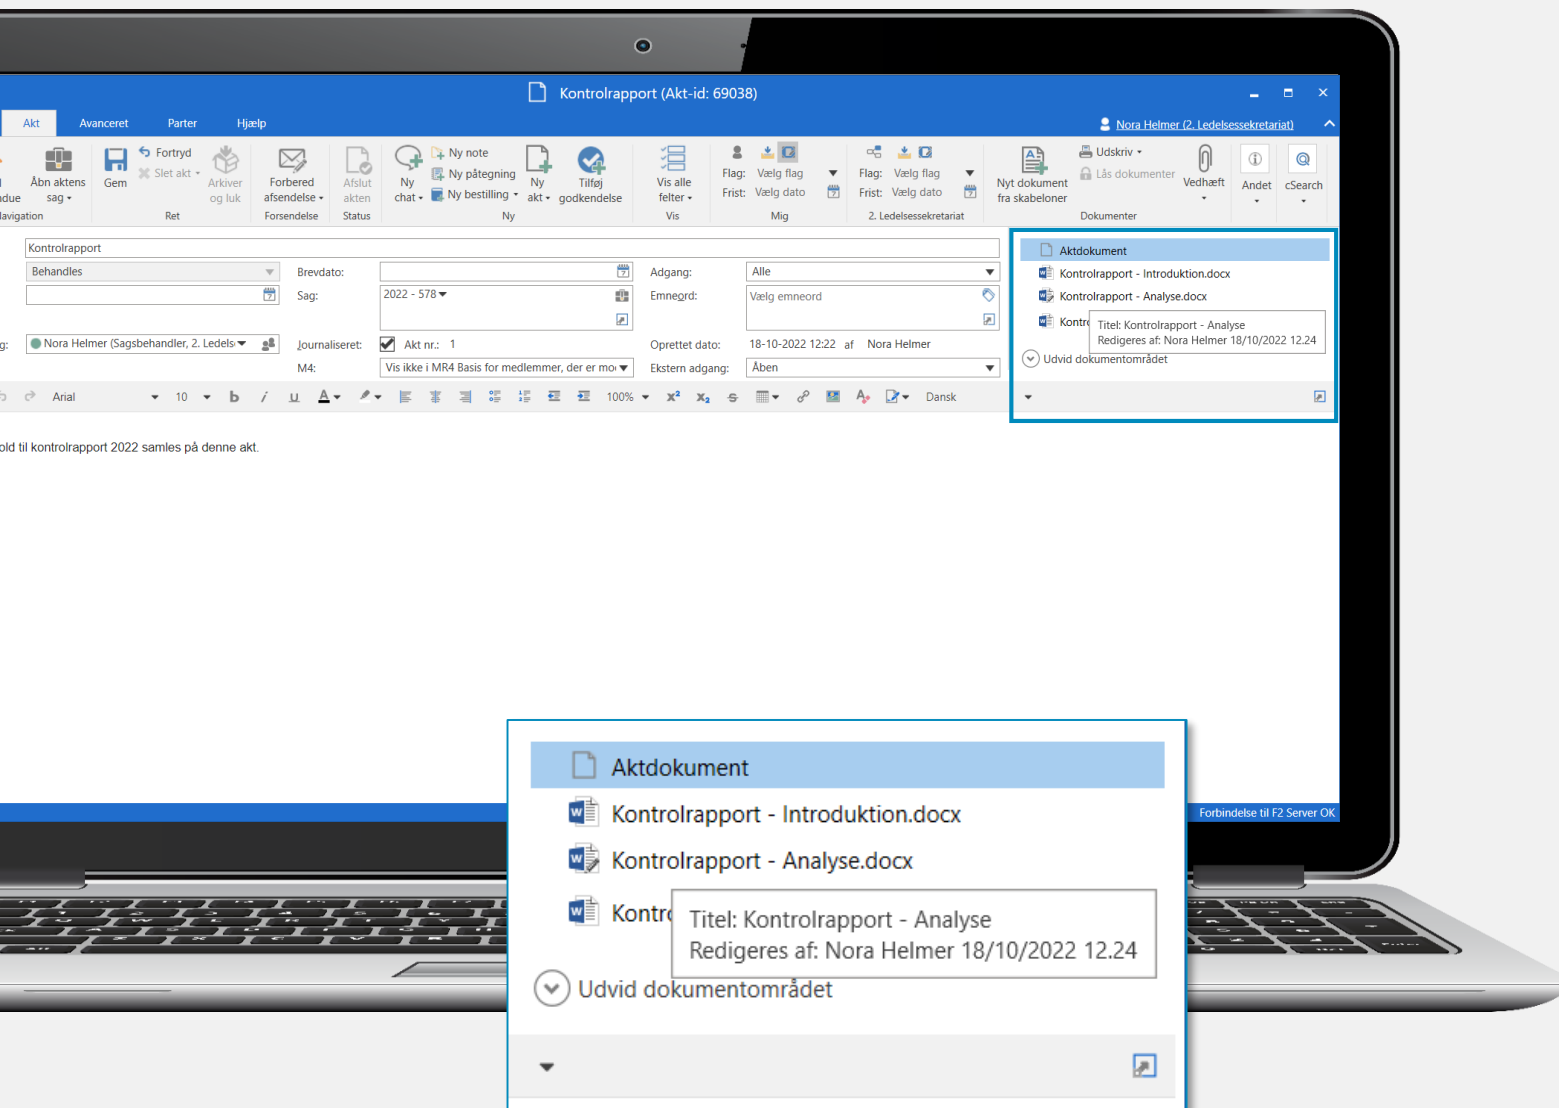 Kontrolrapport (Akt-id: 69038)
Akt Avanceret Parter Hjælp
Nora Helmer (2. Ledelsessekretariat)
Åbn aktens sag
Gem
Fortryd
Slet akt
Arkiver og luk
Forbered afsendelse
Afslut akten
Ny chat
Ny note
Ny påtegning
Ny bestilling
Ny akt
Tilføj godkendelse
Vis alle felter
Flag: Vælg flag
Frist: Vælg dato
Flag: Vælg flag
Frist: Vælg dato
Nyt dokument fra skabeloner
Udskriv
Lås dokumenter
Vedhæft
Andet
cSearch
Ret Forsendelse Status Ny Vis Mig 2. Ledelsessekretariat Dokumenter
Kontrolrapport
Behandles Brevdato: Adgang: Alle
Sag: 2022 - 578 Emneord: Vælg emneord
Nora Helmer (Sagsbehandler, 2. Ledels Journaliseret: Akt nr.: 1 Oprettet dato: 18-10-2022 12:22 af Nora Helmer
M4: Vis ikke i MR4 Basis for medlemmer, der er mo Ekstern adgang: Åben
Aktdokument
Kontrolrapport - Introduktion.docx
Kontrolrapport - Analyse.docx
Kontro
Titel: Kontrolrapport - Analyse
Redigeres af: Nora Helmer 18/10/2022 12.24
Udvid dokumentområdet
Arial 10 b i u A 100% x² x₂ S Dansk
old til kontrolrapport 2022 samles på denne akt.
Forbindelse til F2 Server OK
Aktdokument
Kontrolrapport - Introduktion.docx
Kontrolrapport - Analyse.docx
Kontro
Titel: Kontrolrapport - Analyse
Redigeres af: Nora Helmer 18/10/2022 12.24
Udvid dokumentområdet